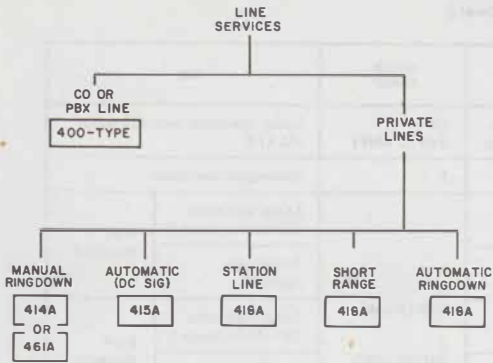 LINE
SERVICES
CO OR
PBX LINE
400-TYPE
PRIVATE
LINES
MANUAL
RINGDOWN
414A
OR
461A
AUTOMATIC
(DC SIG)
415A
STATION
LINE
416A
SHORT
RANGE
418A
AUTOMATIC
RINGDOWN
418A